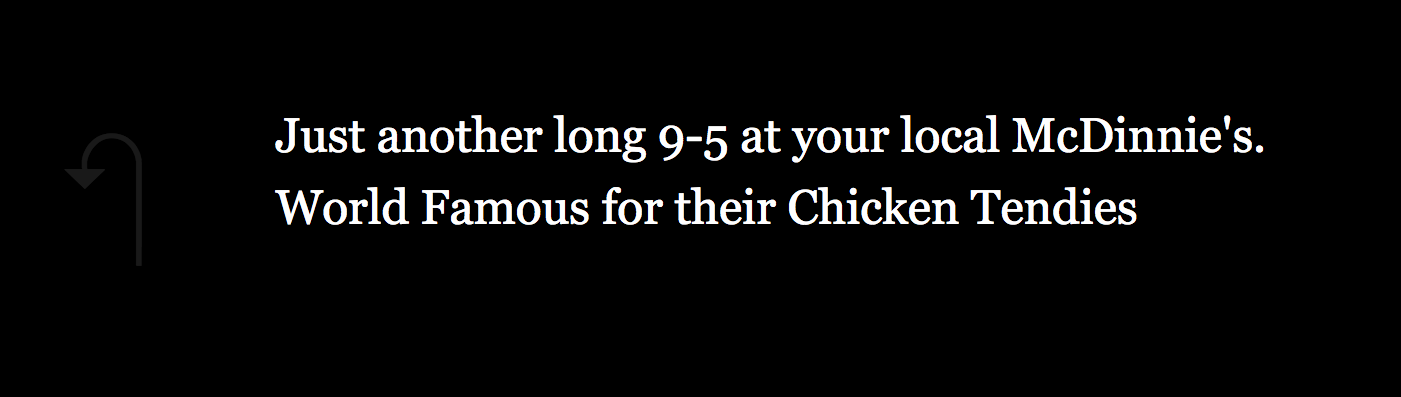 Just another long 9-5 at your local McDinnie's.
World Famous for their Chicken Tendies